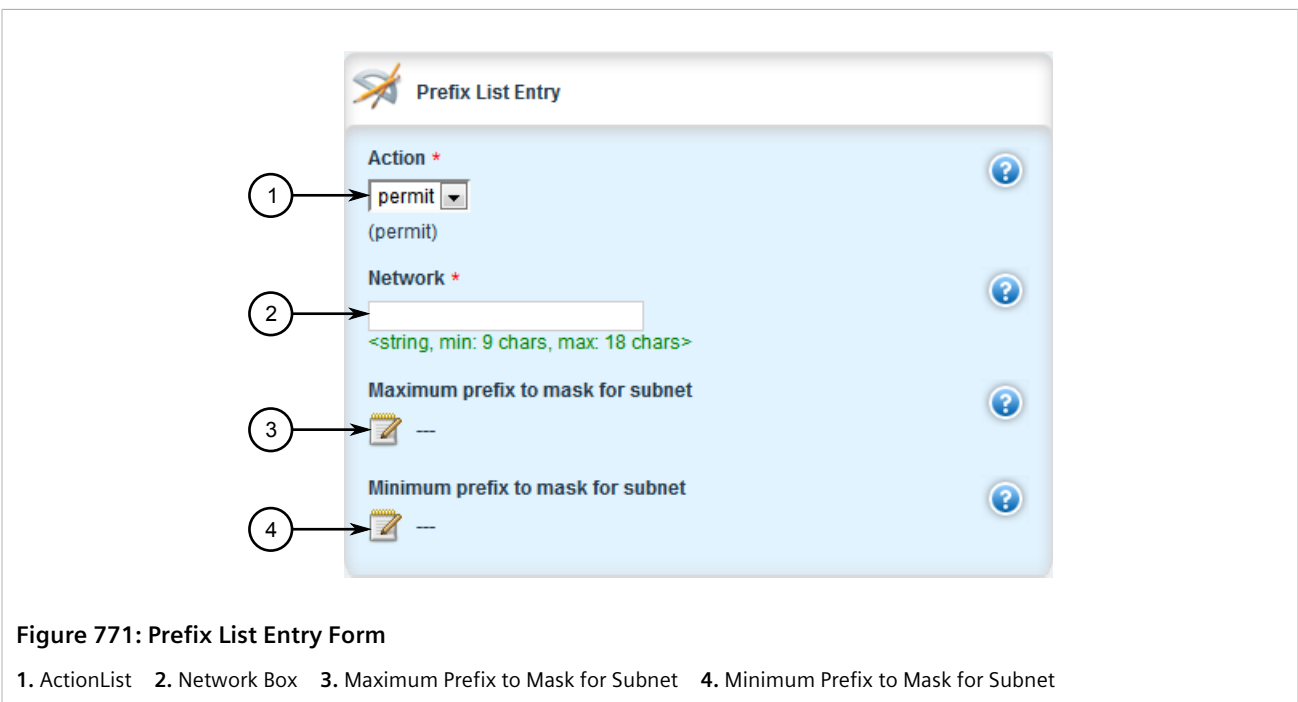 Prefix List Entry
Action *
1
permit
(permit)
Network *
2
<string, min: 9 chars, max: 18 chars>
Maximum prefix to mask for subnet
3
---
Minimum prefix to mask for subnet
4
---
Figure 771: Prefix List Entry Form
1. ActionList 2. Network Box 3. Maximum Prefix to Mask for Subnet 4. Minimum Prefix to Mask for Subnet